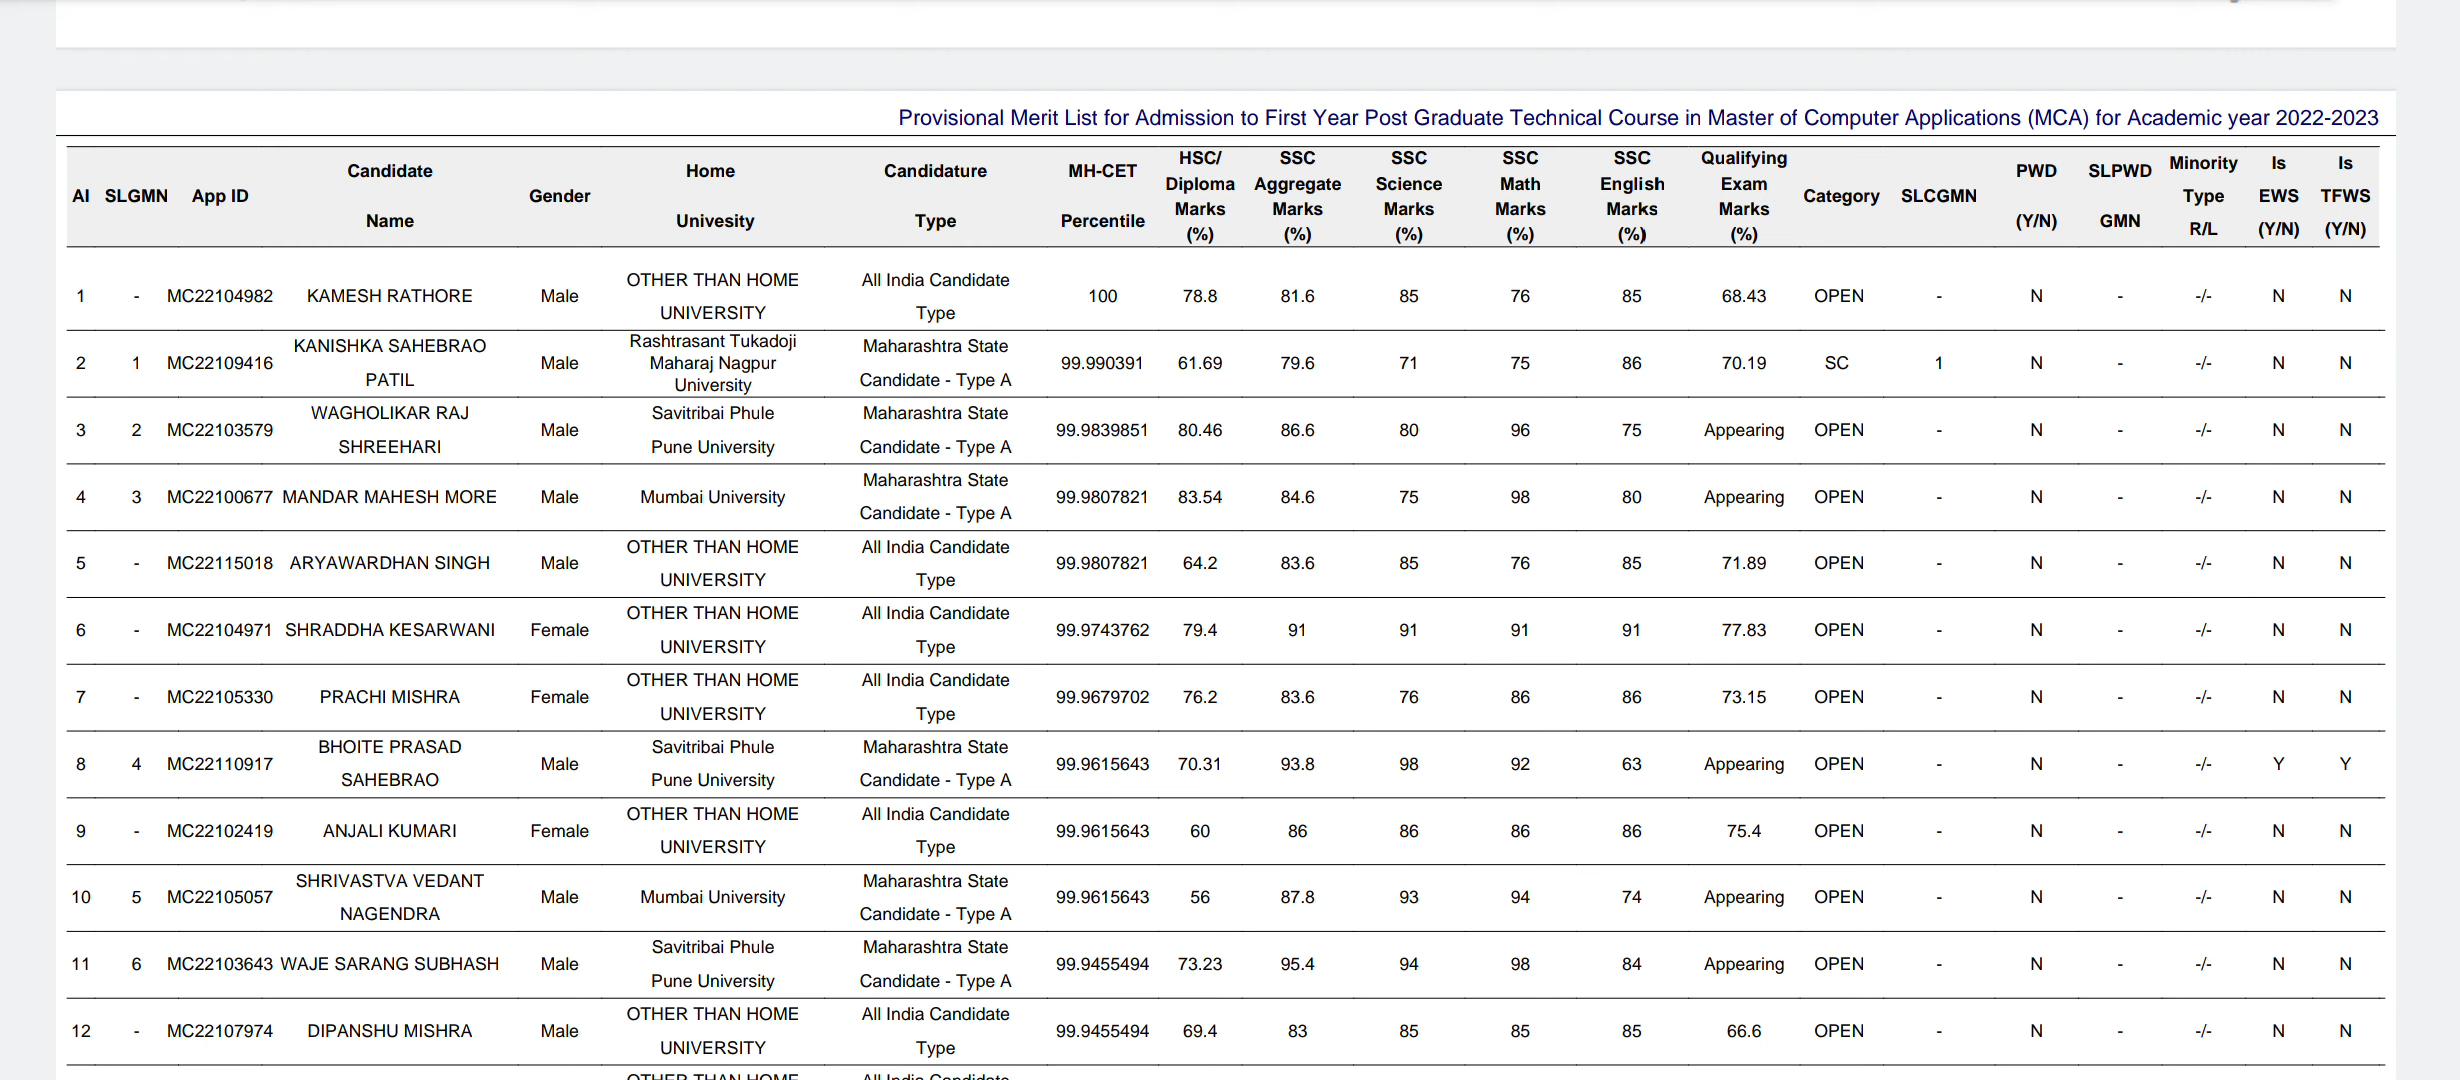 Provisional Merit List for Admission to First Year Post Graduate Technical Course in Master of Computer Applications (MCA) for Academic year 2022-2023
AI SLGMN App ID Candidate Name Gender Home Univesity Candidature Type MH-CET Percentile HSC/ Diploma Marks (%) SSC Aggregate Marks (%) SSC Science Marks (%) SSC Math Marks (%) SSC English Marks (%) Qualifying Exam Marks (%) Category SLCGMN PWD (Y/N) SLPWD GMN Minority Type R/L Is EWS (Y/N) Is TFWS (Y/N)
1 - MC22104982 KAMESH RATHORE Male OTHER THAN HOME UNIVERSITY All India Candidate Type 100 78.8 81.6 85 76 85 68.43 OPEN - N - -/- N N
2 1 MC22109416 KANISHKA SAHEBRAO PATIL Male Rashtrasant Tukadoji Maharaj Nagpur University Maharashtra State Candidate - Type A 99.990391 61.69 79.6 71 75 86 70.19 SC 1 N - -/- N N
3 2 MC22103579 WAGHOLIKAR RAJ SHREEHARI Male Savitribai Phule Pune University Maharashtra State Candidate - Type A 99.9839851 80.46 86.6 80 96 75 Appearing OPEN - N - -/- N N
4 3 MC22100677 MANDAR MAHESH MORE Male Mumbai University Maharashtra State Candidate - Type A 99.9807821 83.54 84.6 75 98 80 Appearing OPEN - N - -/- N N
5 - MC22115018 ARYAWARDHAN SINGH Male OTHER THAN HOME UNIVERSITY All India Candidate Type 99.9807821 64.2 83.6 85 76 85 71.89 OPEN - N - -/- N N
6 - MC22104971 SHRADDHA KESARWANI Female OTHER THAN HOME UNIVERSITY All India Candidate Type 99.9743762 79.4 91 91 91 91 77.83 OPEN - N - -/- N N
7 - MC22105330 PRACHI MISHRA Female OTHER THAN HOME UNIVERSITY All India Candidate Type 99.9679702 76.2 83.6 76 86 86 73.15 OPEN - N - -/- N N
8 4 MC22110917 BHOITE PRASAD SAHEBRAO Male Savitribai Phule Pune University Maharashtra State Candidate - Type A 99.9615643 70.31 93.8 98 92 63 Appearing OPEN - N - -/- Y Y
9 - MC22102419 ANJALI KUMARI Female OTHER THAN HOME UNIVERSITY All India Candidate Type 99.9615643 60 86 86 86 86 75.4 OPEN - N - -/- N N
10 5 MC22105057 SHRIVASTVA VEDANT NAGENDRA Male Mumbai University Maharashtra State Candidate - Type A 99.9615643 56 87.8 93 94 74 Appearing OPEN - N - -/- N N
11 6 MC22103643 WAJE SARANG SUBHASH Male Savitribai Phule Pune University Maharashtra State Candidate - Type A 99.9455494 73.23 95.4 94 98 84 Appearing OPEN - N - -/- N N
12 - MC22107974 DIPANSHU MISHRA Male OTHER THAN HOME UNIVERSITY All India Candidate Type 99.9455494 69.4 83 85 85 85 66.6 OPEN - N - -/- N N
OTHER THAN HOME All India Candidate